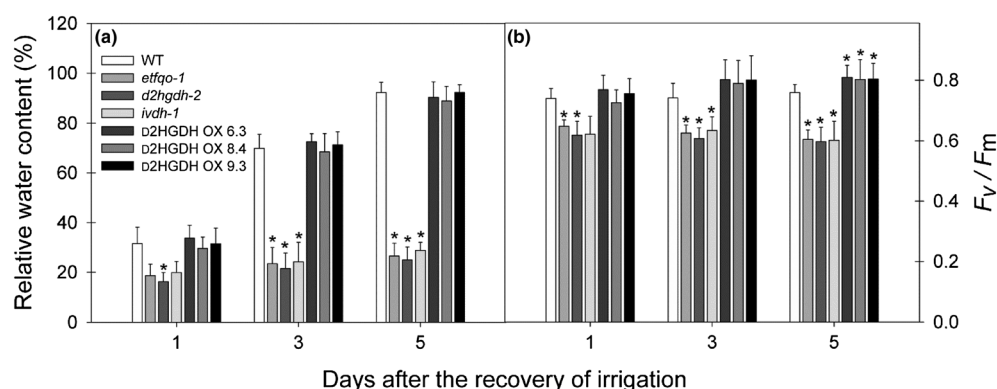 Relative water content (%)
120
100
80
60
40
20
0
(a)
WT
etfqo-1
d2hgdh-2
ivdh-1
D2HGDH OX 6.3
D2HGDH OX 8.4
D2HGDH OX 9.3
*
* * *
* * *
1 3 5
(b)
* *
* * *
* * * * * *
1 3 5
0.8
0.6
0.4
0.2
0.0
Fv / Fm
Days after the recovery of irrigation